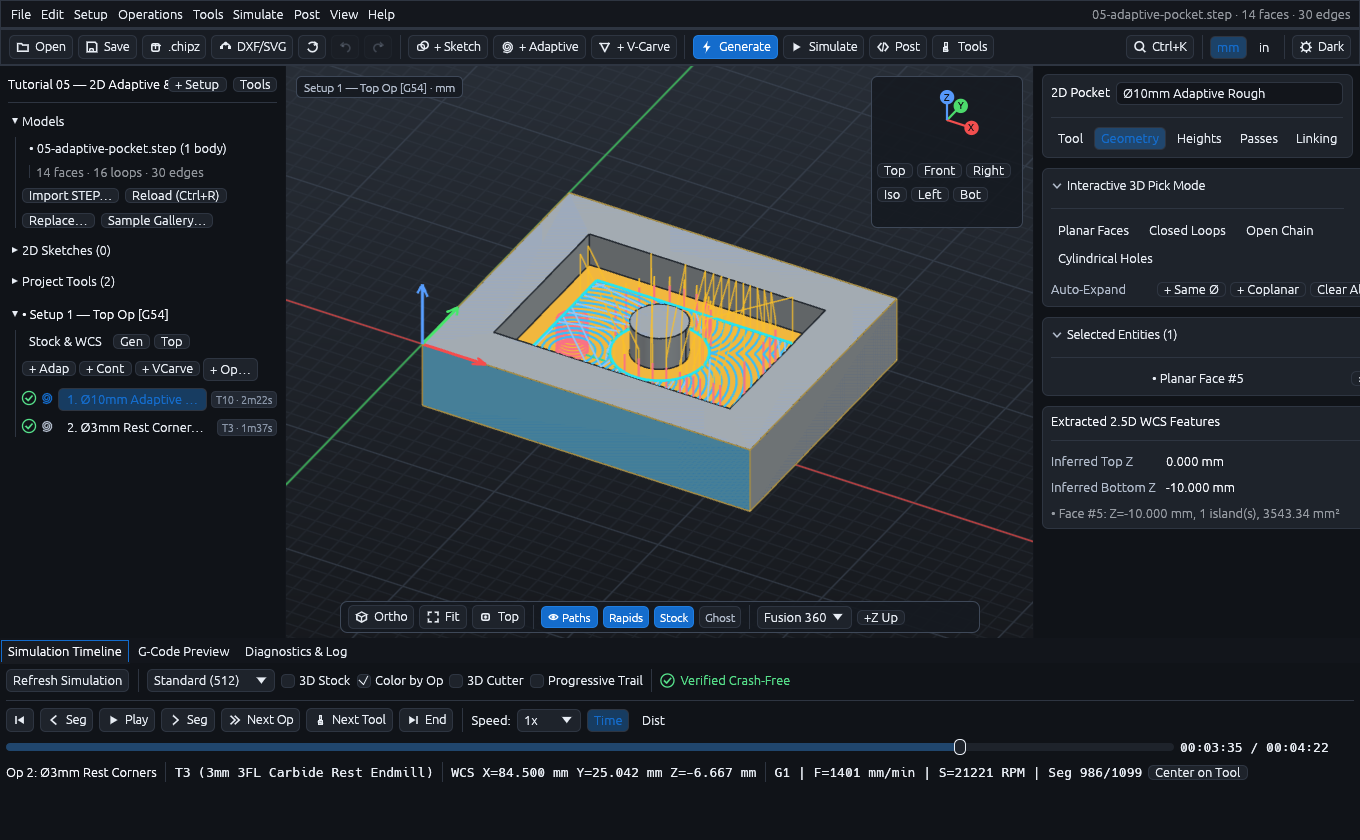 File Edit Setup Operations Tools Simulate Post View Help 05-adaptive-pocket.step · 14 faces · 30 edges
Open Save .chipz DXF/SVG + Sketch + Adaptive + V-Carve Generate Simulate Post Tools Ctrl+K mm in Dark
Tutorial 05 — 2D Adaptive & + Setup Tools
▾ Models
• 05-adaptive-pocket.step (1 body)
14 faces · 16 loops · 30 edges
Import STEP... Reload (Ctrl+R)
Replace... Sample Gallery...
▸ 2D Sketches (0)
▸ Project Tools (2)
▾ • Setup 1 — Top Op [G54]
Stock & WCS Gen Top
+ Adap + Cont + VCarve + Op...
1. Ø10mm Adaptive ... T10 · 2m22s
2. Ø3mm Rest Corner... T3 · 1m37s
Setup 1 — Top Op [G54] · mm
Z
Y
X
Top Front Right
Iso Left Bot
Ortho Fit Top Paths Rapids Stock Ghost Fusion 360 +Z Up
2D Pocket Ø10mm Adaptive Rough
Tool Geometry Heights Passes Linking
Interactive 3D Pick Mode
Planar Faces Closed Loops Open Chain
Cylindrical Holes
Auto-Expand + Same Ø + Coplanar Clear Al
Selected Entities (1)
• Planar Face #5
Extracted 2.5D WCS Features
Inferred Top Z 0.000 mm
Inferred Bottom Z -10.000 mm
• Face #5: Z=-10.000 mm, 1 island(s), 3543.34 mm²
Simulation Timeline G-Code Preview Diagnostics & Log
Refresh Simulation Standard (512) 3D Stock Color by Op 3D Cutter Progressive Trail Verified Crash-Free
Seg Play Seg Next Op Next Tool End Speed: 1x Time Dist
00:03:35 / 00:04:22
Op 2: Ø3mm Rest Corners T3 (3mm 3FL Carbide Rest Endmill) WCS X=84.500 mm Y=25.042 mm Z=-6.667 mm G1 | F=1401 mm/min | S=21221 RPM | Seg 986/1099 Center on Tool